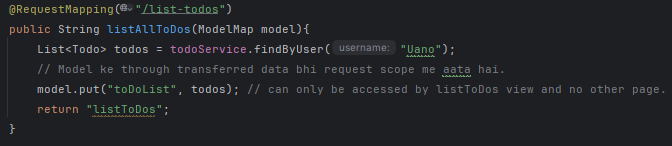 @RequestMapping("/list-todos")
public String listAllToDos(ModelMap model){
List<Todo> todos = todoService.findByUser( username: "Uano");
// Model ke through transferred data bhi request scope me aata hai.
model.put("toDoList", todos); // can only be accessed by listToDos view and no other page.
return "listToDos";
}